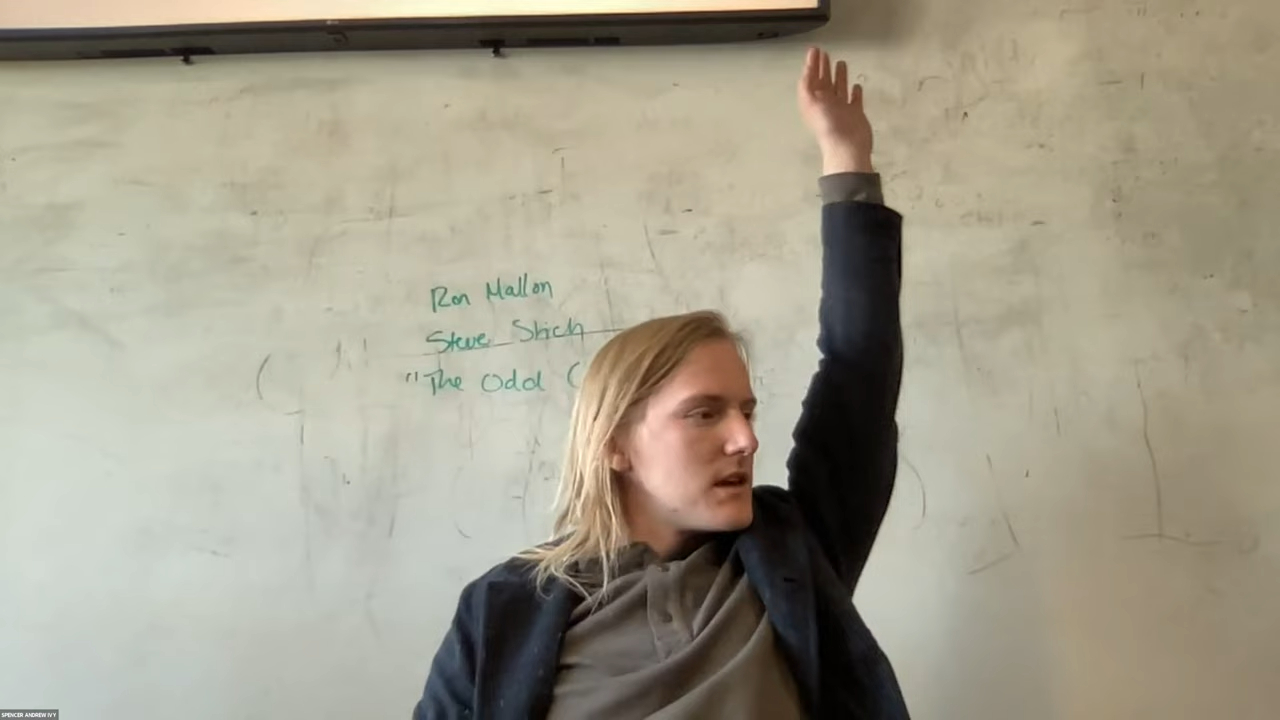 Ron Mallon
Steve Stich
"The Odd C
SPENCER ANDREW IVY